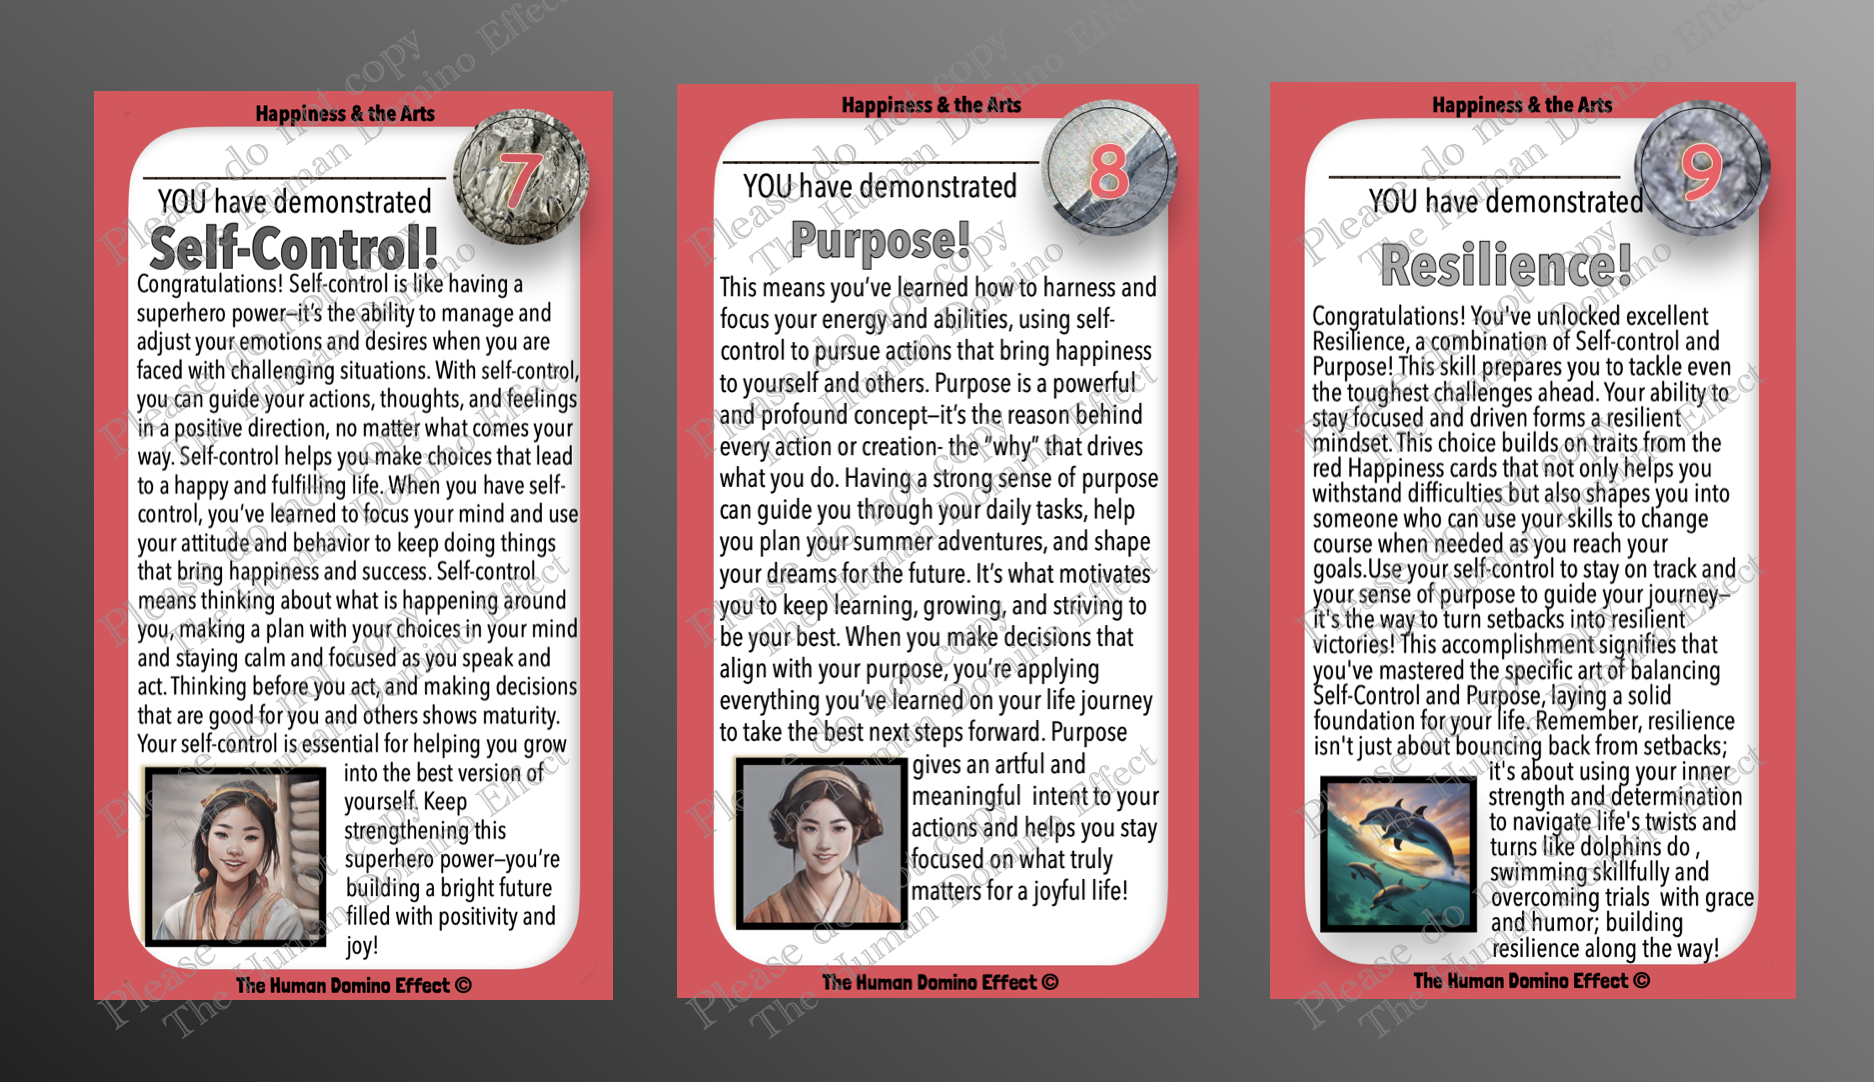 Happiness & the Arts
7
YOU have demonstrated
Self-Control!
Congratulations! Self-control is like having a
superhero power—it's the ability to manage and
adjust your emotions and desires when you are
faced with challenging situations. With self-control,
you can guide your actions, thoughts, and feelings
in a positive direction, no matter what comes your
way. Self-control helps you make choices that lead
to a happy and fulfilling life. When you have self-
control, you've learned to focus your mind and use
your attitude and behavior to keep doing things
that bring happiness and success. Self-control
means thinking about what is happening around
you, making a plan with your choices in your mind
and staying calm and focused as you speak and
act. Thinking before you act, and making decisions
that are good for you and others shows maturity.
Your self-control is essential for helping you grow
into the best version of
yourself. Keep
strengthening this
superhero power—you're
building a bright future
filled with positivity and
joy!
The Human Domino Effect ©
Happiness & the Arts
8
YOU have demonstrated
Purpose!
This means you've learned how to harness and
focus your energy and abilities, using self-
control to pursue actions that bring happiness
to yourself and others. Purpose is a powerful
and profound concept—it's the reason behind
every action or creation- the "why" that drives
what you do. Having a strong sense of purpose
can guide you through your daily tasks, help
you plan your summer adventures, and shape
your dreams for the future. It's what motivates
you to keep learning, growing, and striving to
be your best. When you make decisions that
align with your purpose, you're applying
everything you've learned on your life journey
to take the best next steps forward. Purpose
gives an artful and
meaningful intent to your
actions and helps you stay
focused on what truly
matters for a joyful life!
The Human Domino Effect ©
Happiness & the Arts
9
YOU have demonstrated
Resilience!
Congratulations! You've unlocked excellent
Resilience, a combination of Self-control and
Purpose! This skill prepares you to tackle even
the toughest challenges ahead. Your ability to
stay focused and driven forms a resilient
mindset. This choice builds on traits from the
red Happiness cards that not only helps you
withstand difficulties but also shapes you into
someone who can use your skills to change
course when needed as you reach your
goals.Use your self-control to stay on track and
your sense of purpose to guide your journey—
it's the way to turn setbacks into resilient
victories! This accomplishment signifies that
you've mastered the specific art of balancing
Self-Control and Purpose, laying a solid
foundation for your life. Remember, resilience
isn't just about bouncing back from setbacks;
it's about using your inner
strength and determination
to navigate life's twists and
turns like dolphins do ,
swimming skillfully and
overcoming trials with grace
and humor; building
resilience along the way!
The Human Domino Effect ©
Please do not copy
The Human Domino Effect